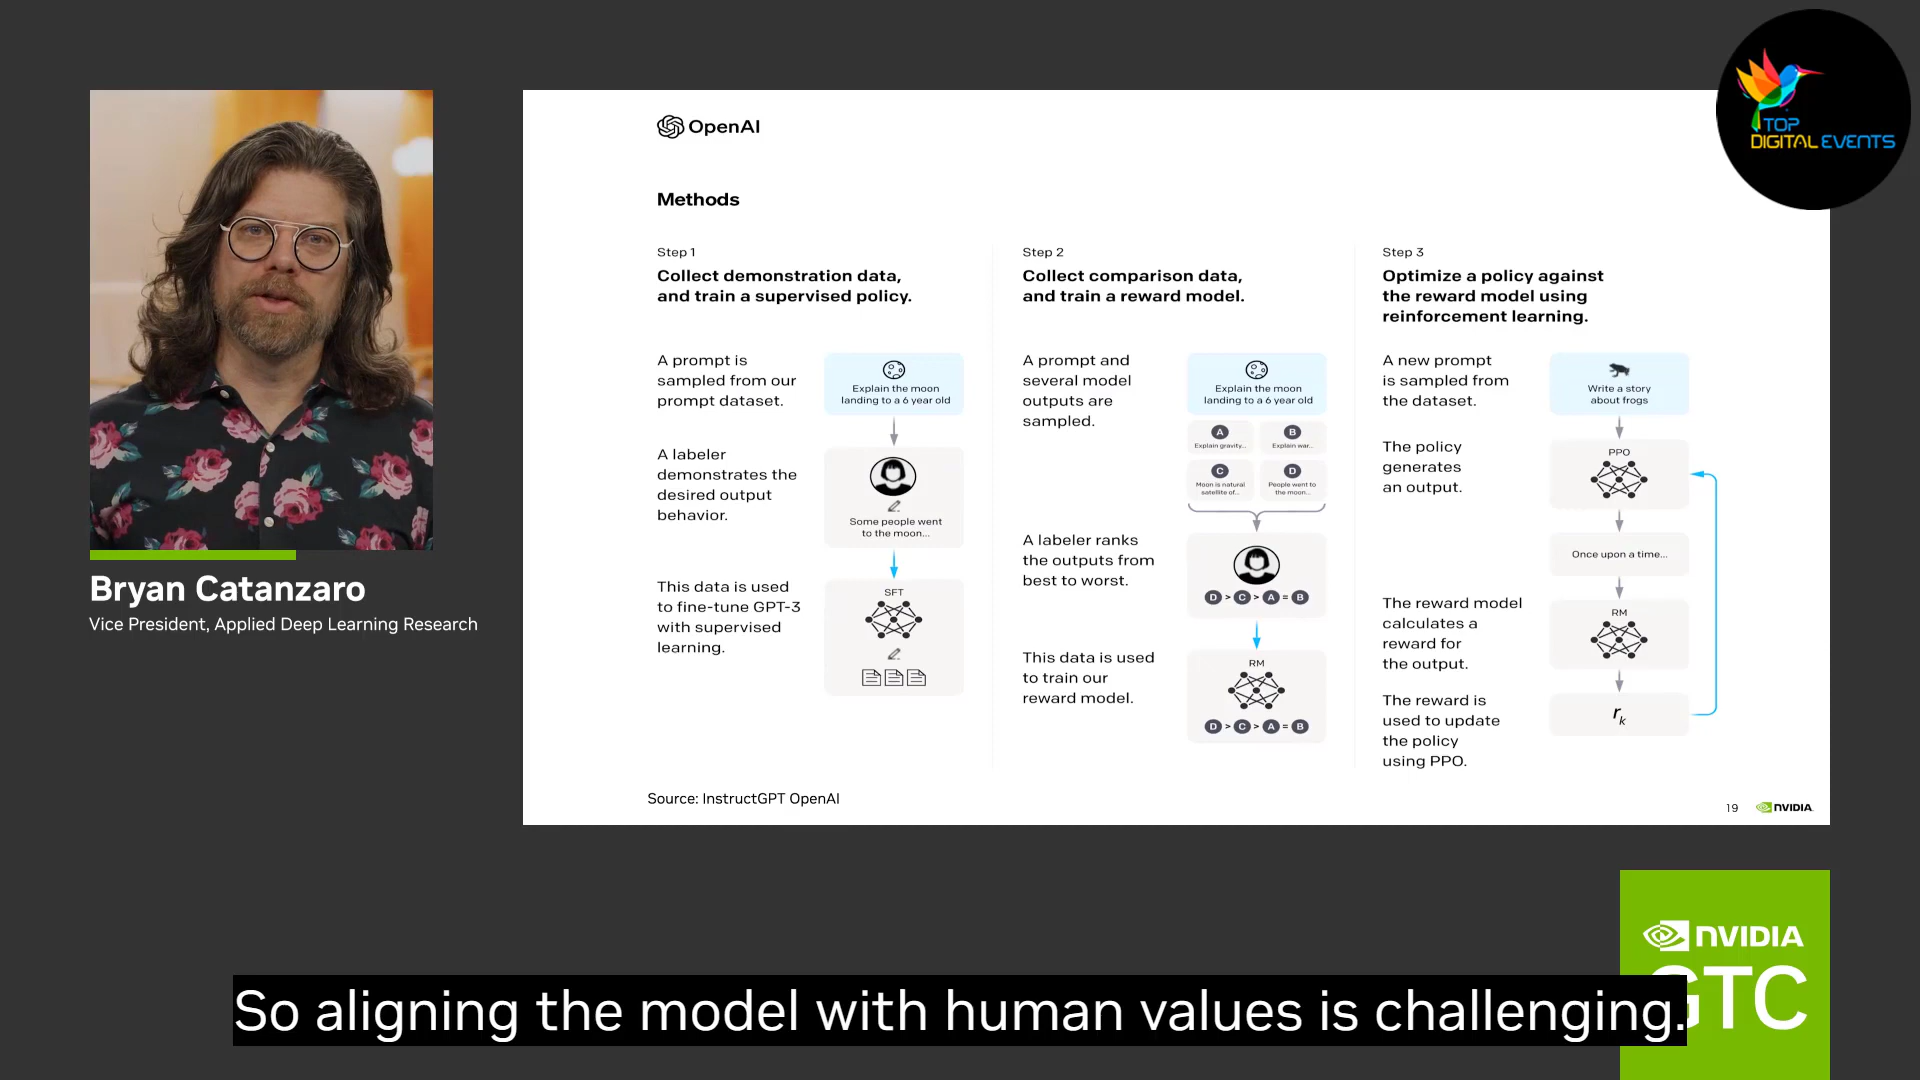 TOP
DIGITAL EVENTS
OpenAI
Methods
Step 1
Collect demonstration data,
and train a supervised policy.
A prompt is
sampled from our
prompt dataset.
Explain the moon
landing to a 6 year old
A labeler
demonstrates the
desired output
behavior.
Some people went
to the moon...
This data is used
to fine-tune GPT-3
with supervised
learning.
SFT
Step 2
Collect comparison data,
and train a reward model.
A prompt and
several model
outputs are
sampled.
Explain the moon
landing to a 6 year old
A
Explain gravity...
B
Explain war...
C
Moon is natural
satellite of...
D
People went to
the moon...
A labeler ranks
the outputs from
best to worst.
D > C > A = B
This data is used
to train our
reward model.
RM
D > C > A = B
Step 3
Optimize a policy against
the reward model using
reinforcement learning.
A new prompt
is sampled from
the dataset.
Write a story
about frogs
The policy
generates
an output.
PPO
Once upon a time...
The reward model
calculates a
reward for
the output.
RM
The reward is
used to update
the policy
using PPO.
rk
Source: InstructGPT OpenAI
19
NVIDIA
Bryan Catanzaro
Vice President, Applied Deep Learning Research
NVIDIA
GTC
So aligning the model with human values is challenging.